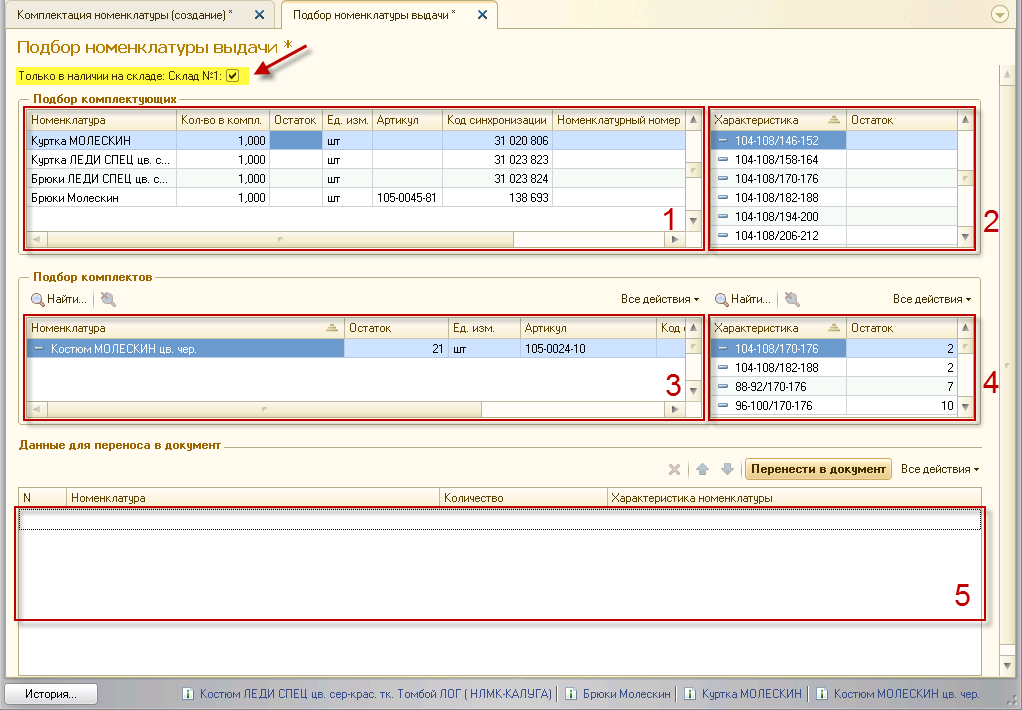 Комплектация номенклатуры (создание) *
Подбор номенклатуры выдачи *
Подбор номенклатуры выдачи *
Только в наличии на складе: Склад №1:
Подбор комплектующих
Номенклатура Кол-во в компл. Остаток Ед. изм. Артикул Код синхронизации Номенклатурный номер Характеристика Остаток
Куртка МОЛЕСКИН 1,000 шт 31 020 806 104-108/146-152
Куртка ЛЕДИ СПЕЦ цв. с... 1,000 шт 31 023 823 104-108/158-164
Брюки ЛЕДИ СПЕЦ цв. с... 1,000 шт 31 023 824 104-108/170-176
Брюки Молескин 1,000 шт 105-0045-81 138 693 104-108/182-188
104-108/194-200
104-108/206-212
1
2
Подбор комплектов
Найти... Все действия Найти... Все действия
Номенклатура Остаток Ед. изм. Артикул Код Характеристика Остаток
Костюм МОЛЕСКИН цв. чер. 21 шт 105-0024-10 104-108/170-176 2
104-108/182-188 2
88-92/170-176 7
96-100/170-176 10
3
4
Данные для переноса в документ
Перенести в документ Все действия
N Номенклатура Количество Характеристика номенклатуры
5
История... Костюм ЛЕДИ СПЕЦ цв. сер-крас. тк. Томбой ЛОГ ( НЛМК-КАЛУГА) Брюки Молескин Куртка МОЛЕСКИН Костюм МОЛЕСКИН цв. чер.